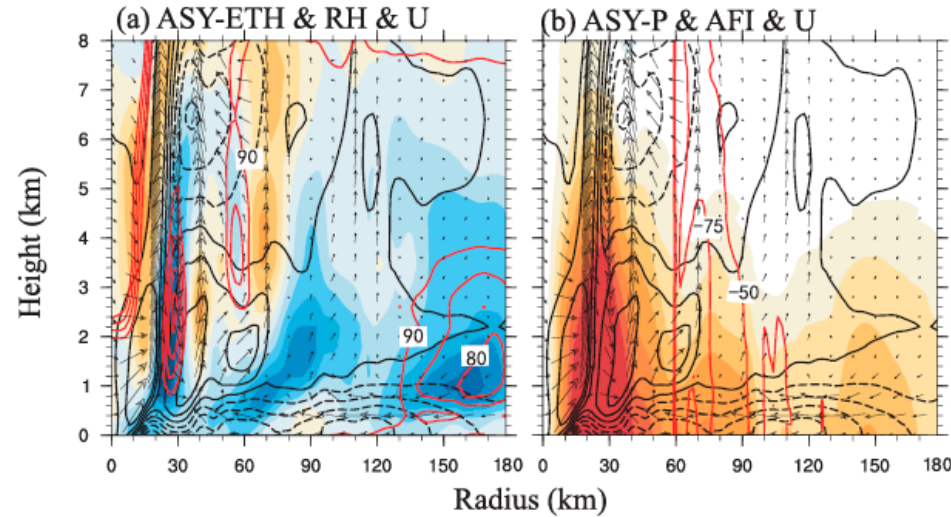 (a) ASY-ETH & RH & U
(b) ASY-P & AFI & U
Height (km)
8
7
6
5
4
3
2
1
0
90
90
80
−75
−50
0 30 60 90 120 150 180
0 30 60 90 120 150 180
Radius (km)